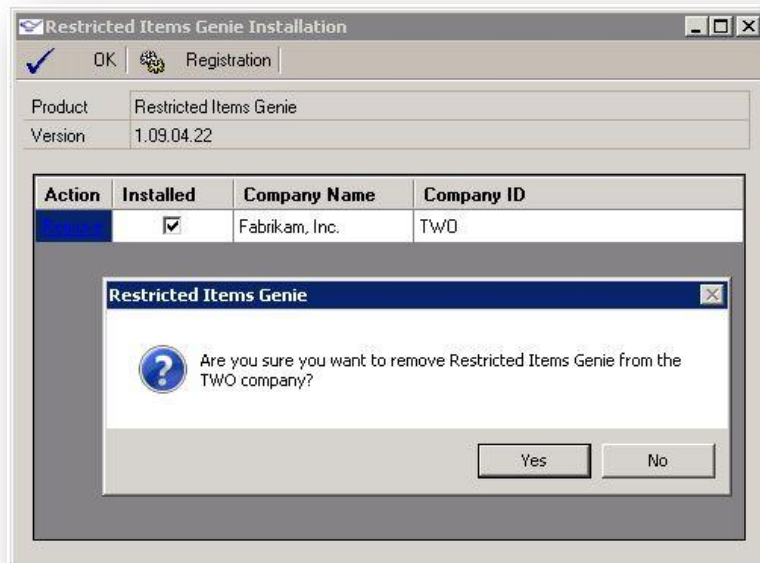 Restricted Items Genie Installation
OK Registration
Product Restricted Items Genie
Version 1.09.04.22
Action Installed Company Name Company ID
Remove Fabrikam, Inc. TWO
Restricted Items Genie
Are you sure you want to remove Restricted Items Genie from the
TWO company?
Yes No